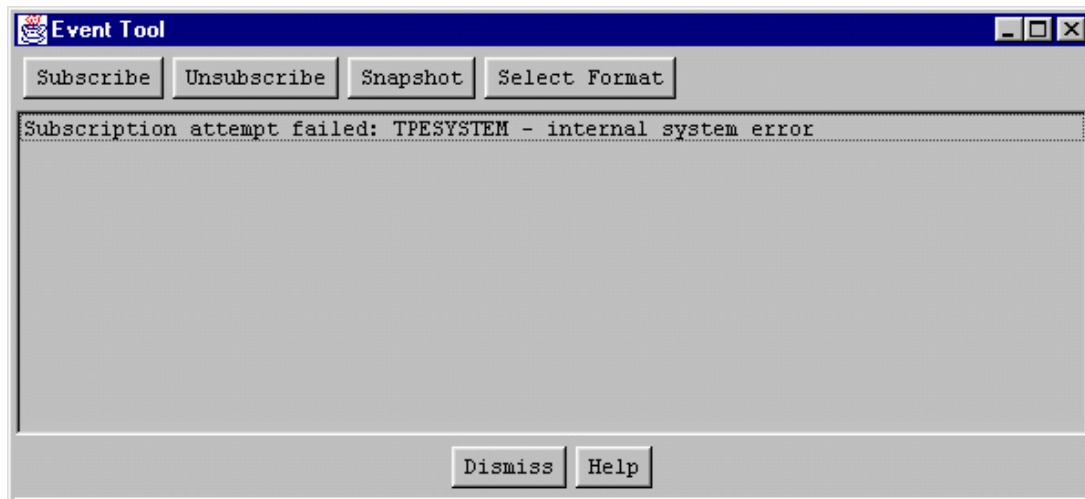 Event Tool
Subscribe Unsubscribe Snapshot Select Format
Subscription attempt failed: TPESYSTEM - internal system error
Dismiss Help